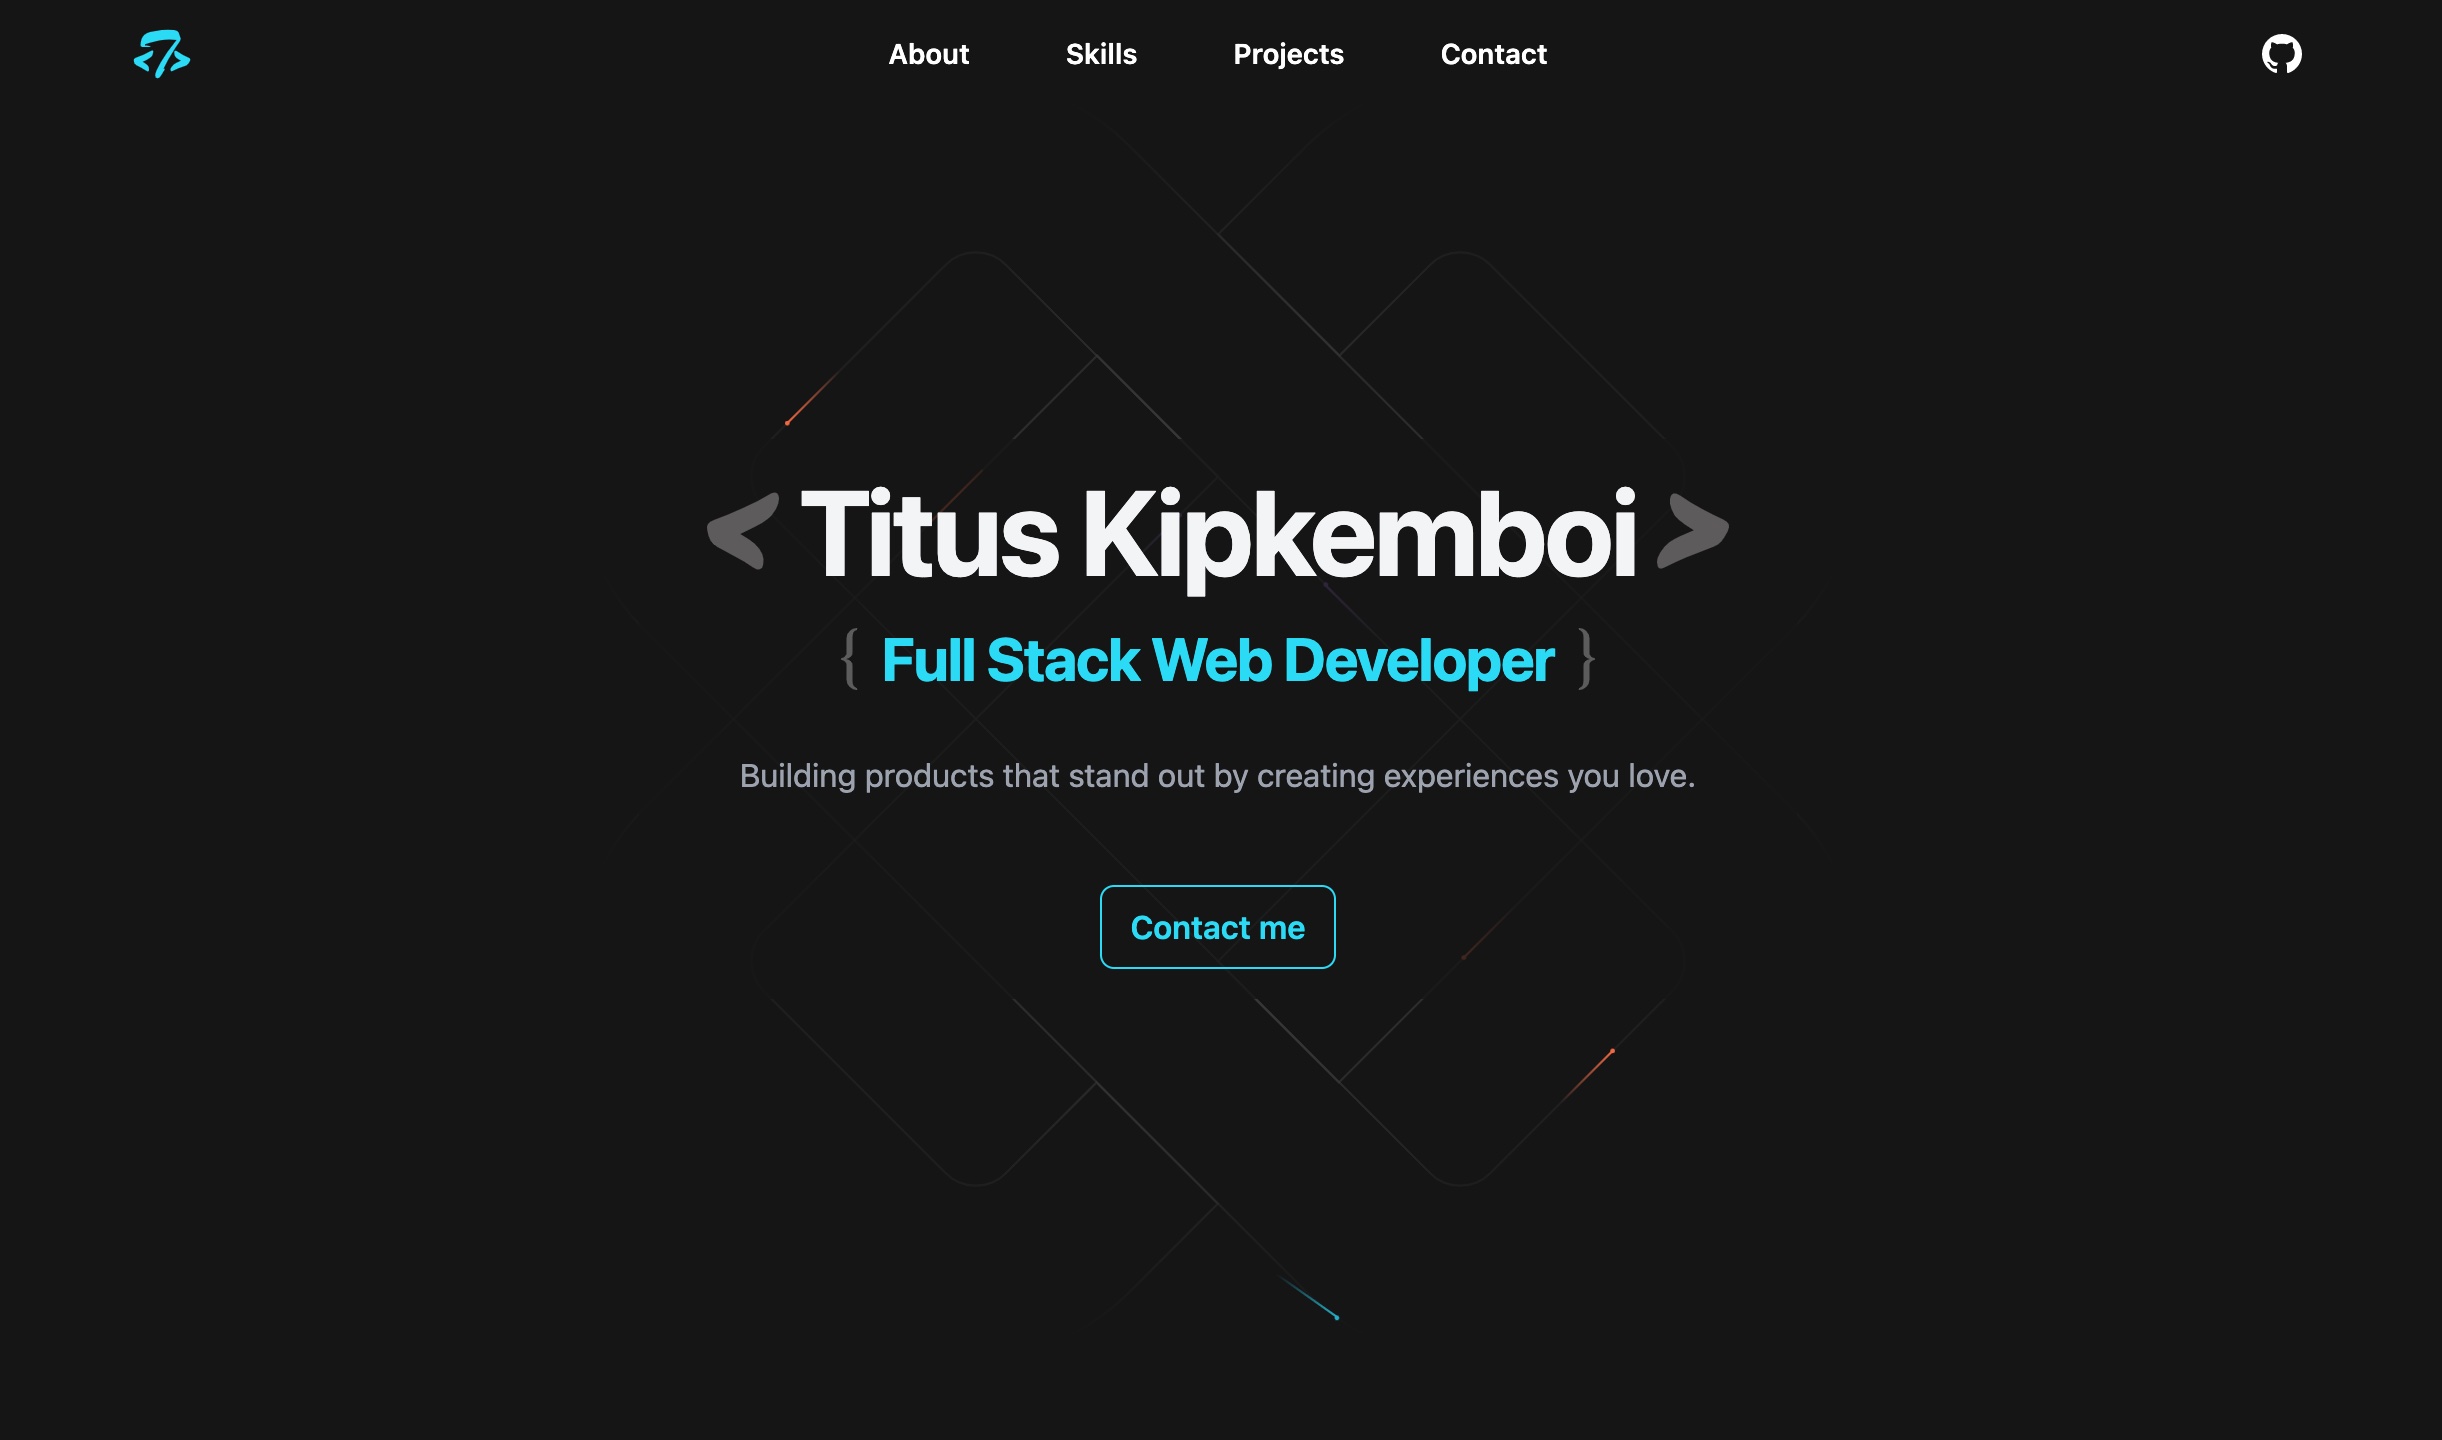 About
Skills
Projects
Contact
< Titus Kipkemboi >
{ Full Stack Web Developer }
Building products that stand out by creating experiences you love.
Contact me